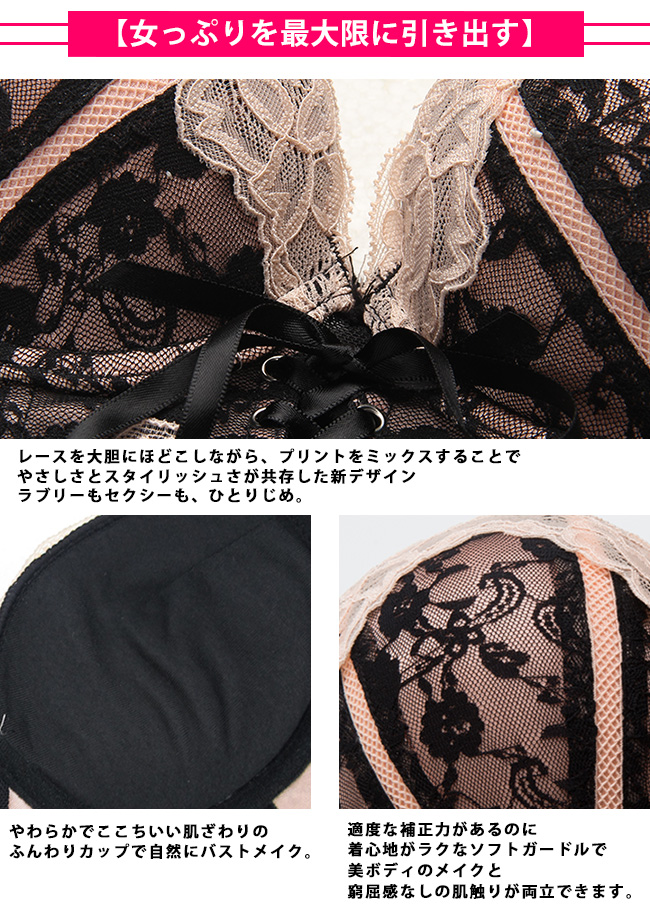 【女っぷりを最大限に引き出す】
レースを大胆にほどこしながら、プリントをミックスすることで
やさしさとスタイリッシュさが共存した新デザイン
ラブリーもセクシーも、ひとりじめ。
やわらかでここちいい肌ざわりの
ふんわりカップで自然にバストメイク。
適度な補正力があるのに
着心地がラクなソフトガードルで
美ボディのメイクと
窮屈感なしの肌触りが両立できます。